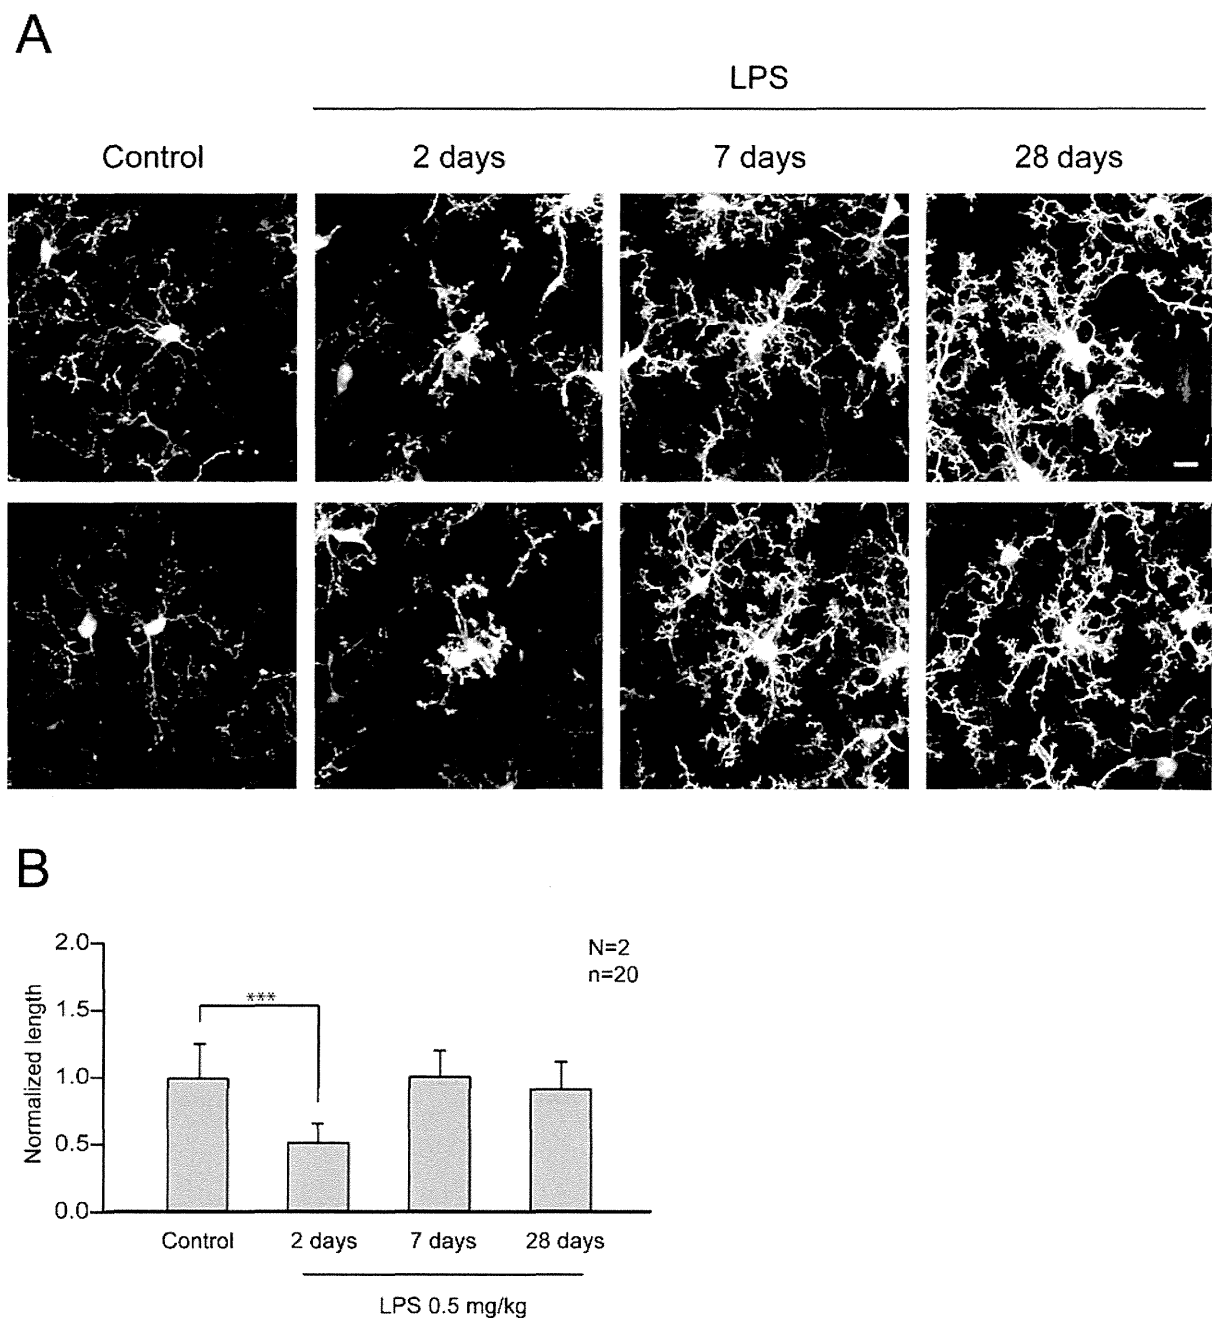 A
LPS
Control 2 days 7 days 28 days
B
2.0
1.5
1.0
0.5
0.0
Normalized length
***
N=2
n=20
Control 2 days 7 days 28 days
LPS 0.5 mg/kg